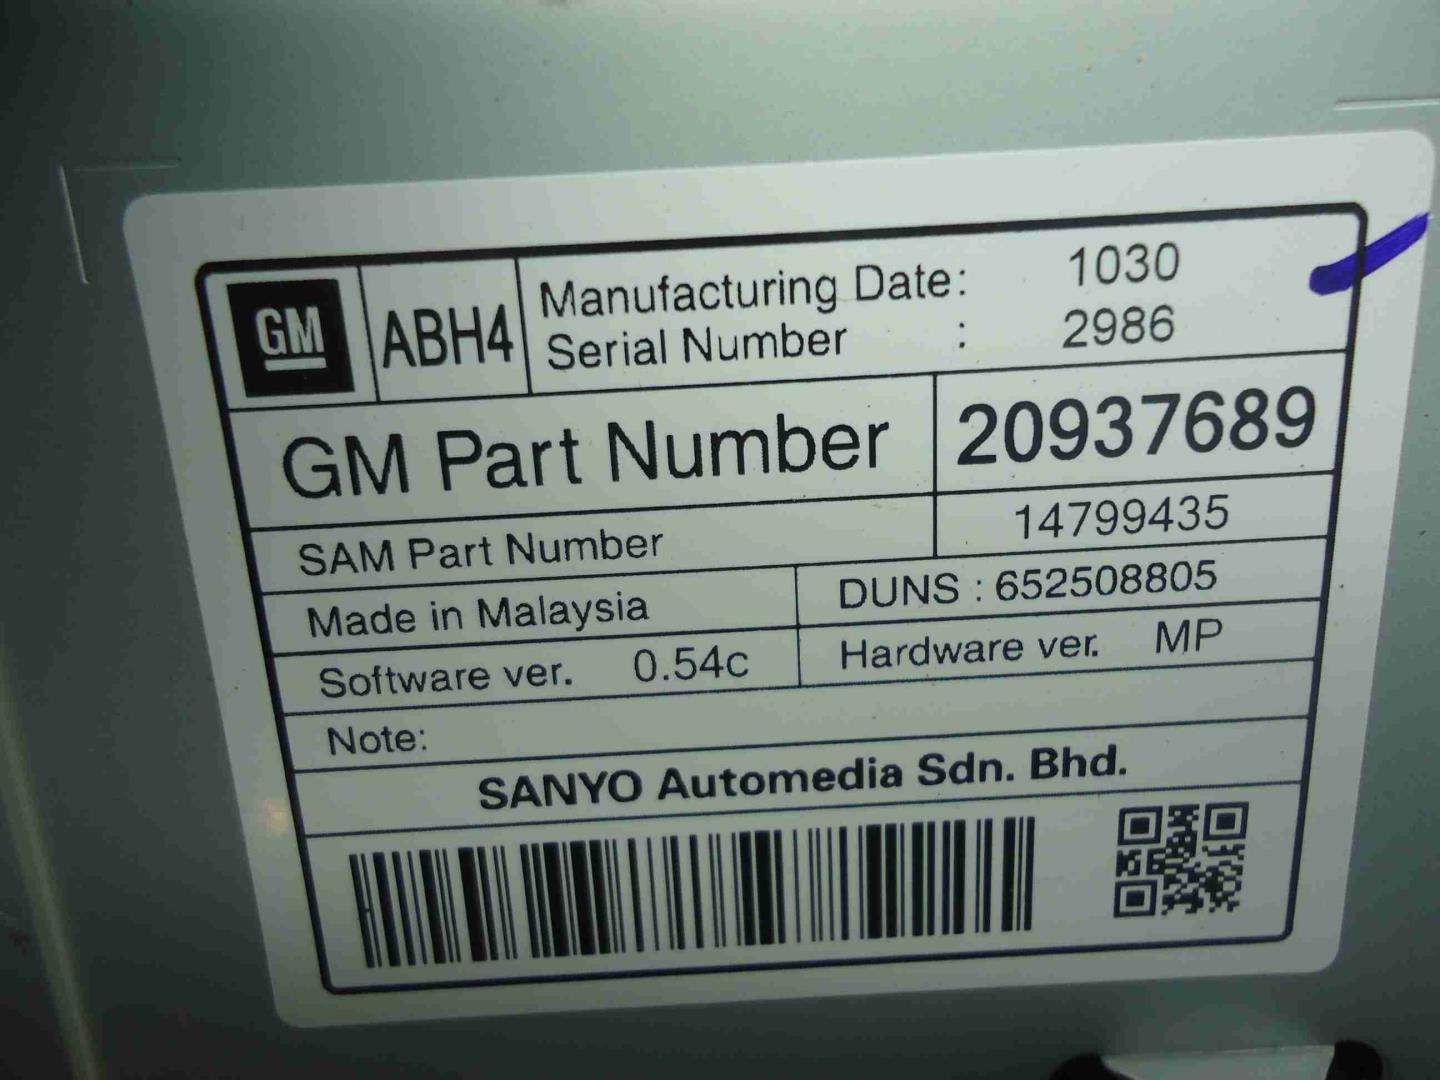 GM ABH4 Manufacturing Date: 1030
Serial Number : 2986
GM Part Number 20937689
SAM Part Number 14799435
Made in Malaysia DUNS : 652508805
Software ver. 0.54c Hardware ver. MP
Note:
SANYO Automedia Sdn. Bhd.